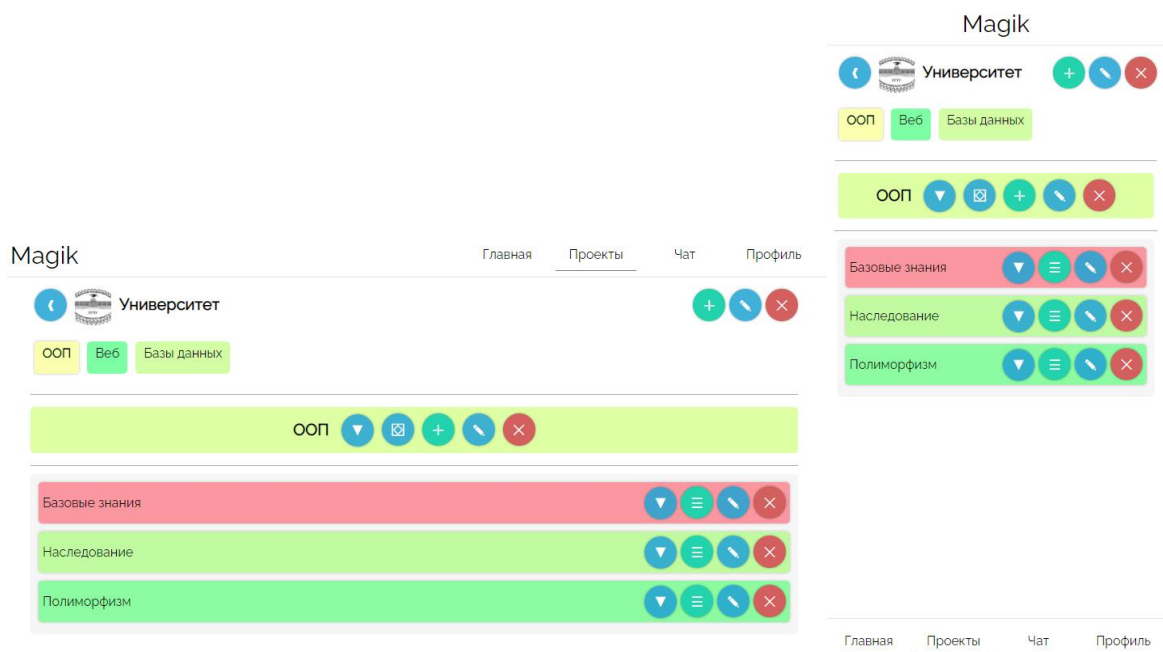 Magik
Главная Проекты Чат Профиль
Университет
ООП Веб Базы данных
ООП
Базовые знания
Наследование
Полиморфизм
Magik
Университет
ООП Веб Базы данных
ООП
Базовые знания
Наследование
Полиморфизм
Главная Проекты Чат Профиль